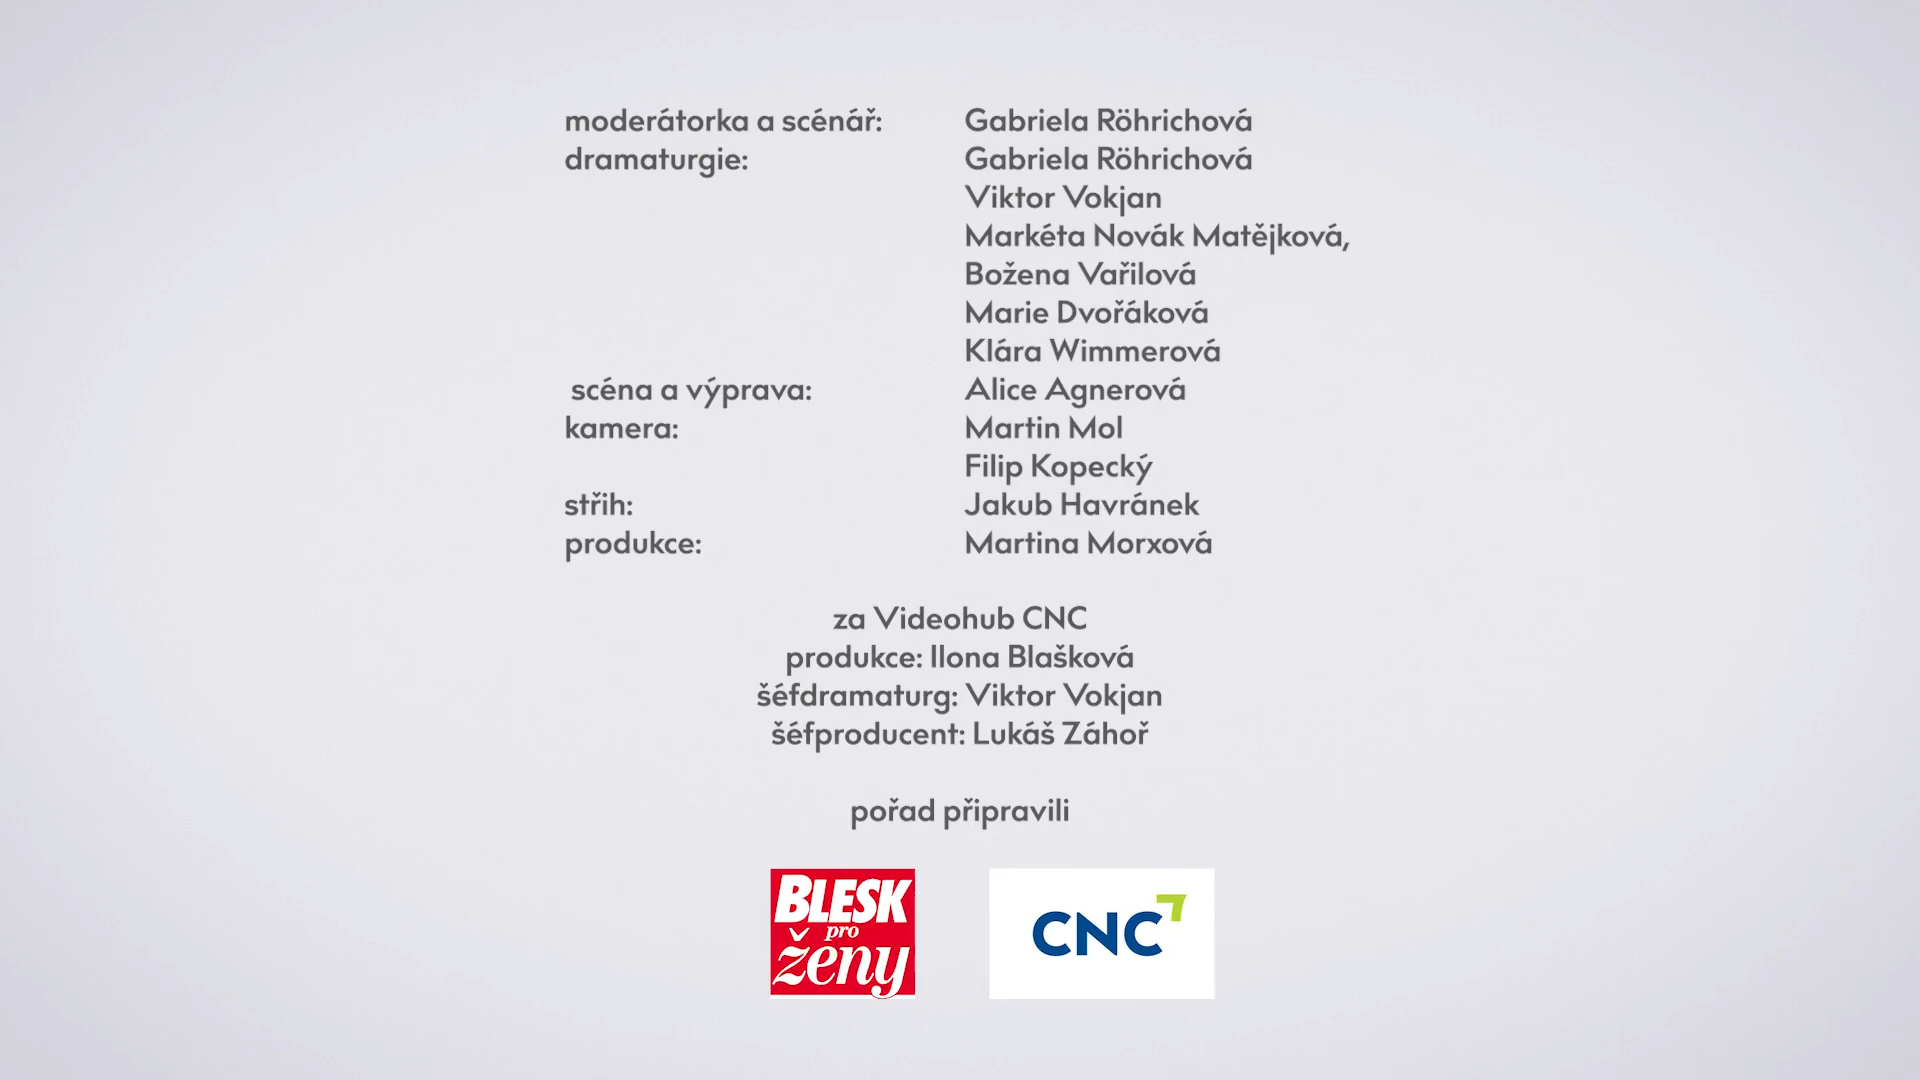 moderátorka a scénář: Gabriela Röhrichová
dramaturgie: Gabriela Röhrichová
Viktor Vokjan
Markéta Novák Matějková,
Božena Vařilová
Marie Dvořáková
Klára Wimmerová
scéna a výprava: Alice Agnerová
kamera: Martin Mol
Filip Kopecký
střih: Jakub Havránek
produkce: Martina Morxová
za Videohub CNC
produkce: Ilona Blašková
šéfdramaturg: Viktor Vokjan
šéfproducent: Lukáš Záhoř
pořad připravili
BLESK
pro
ženy
CNC